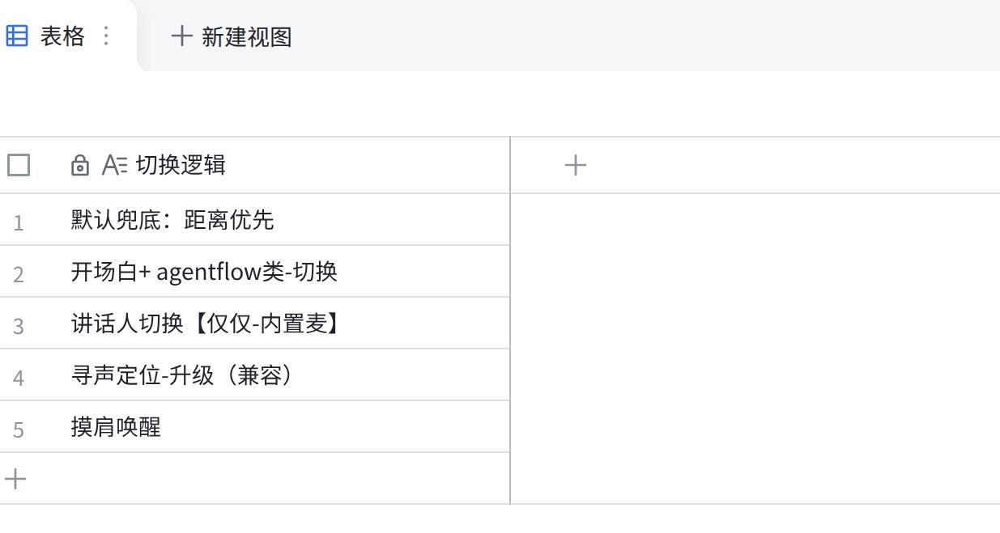 表格
新建视图
切换逻辑
1 默认兜底：距离优先
2 开场白+ agentflow类-切换
3 讲话人切换【仅仅-内置麦】
4 寻声定位-升级（兼容）
5 摸肩唤醒